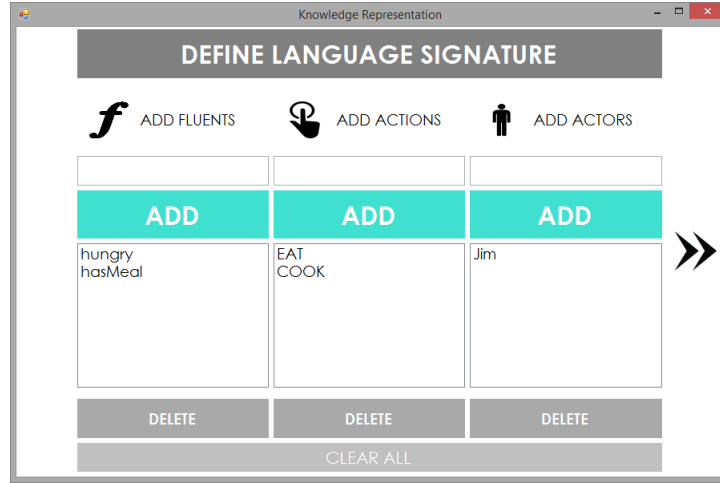 Knowledge Representation
DEFINE LANGUAGE SIGNATURE
ADD FLUENTS
ADD ACTIONS
ADD ACTORS
ADD
ADD
ADD
hungry
hasMeal
EAT
COOK
Jim
DELETE
DELETE
DELETE
CLEAR ALL